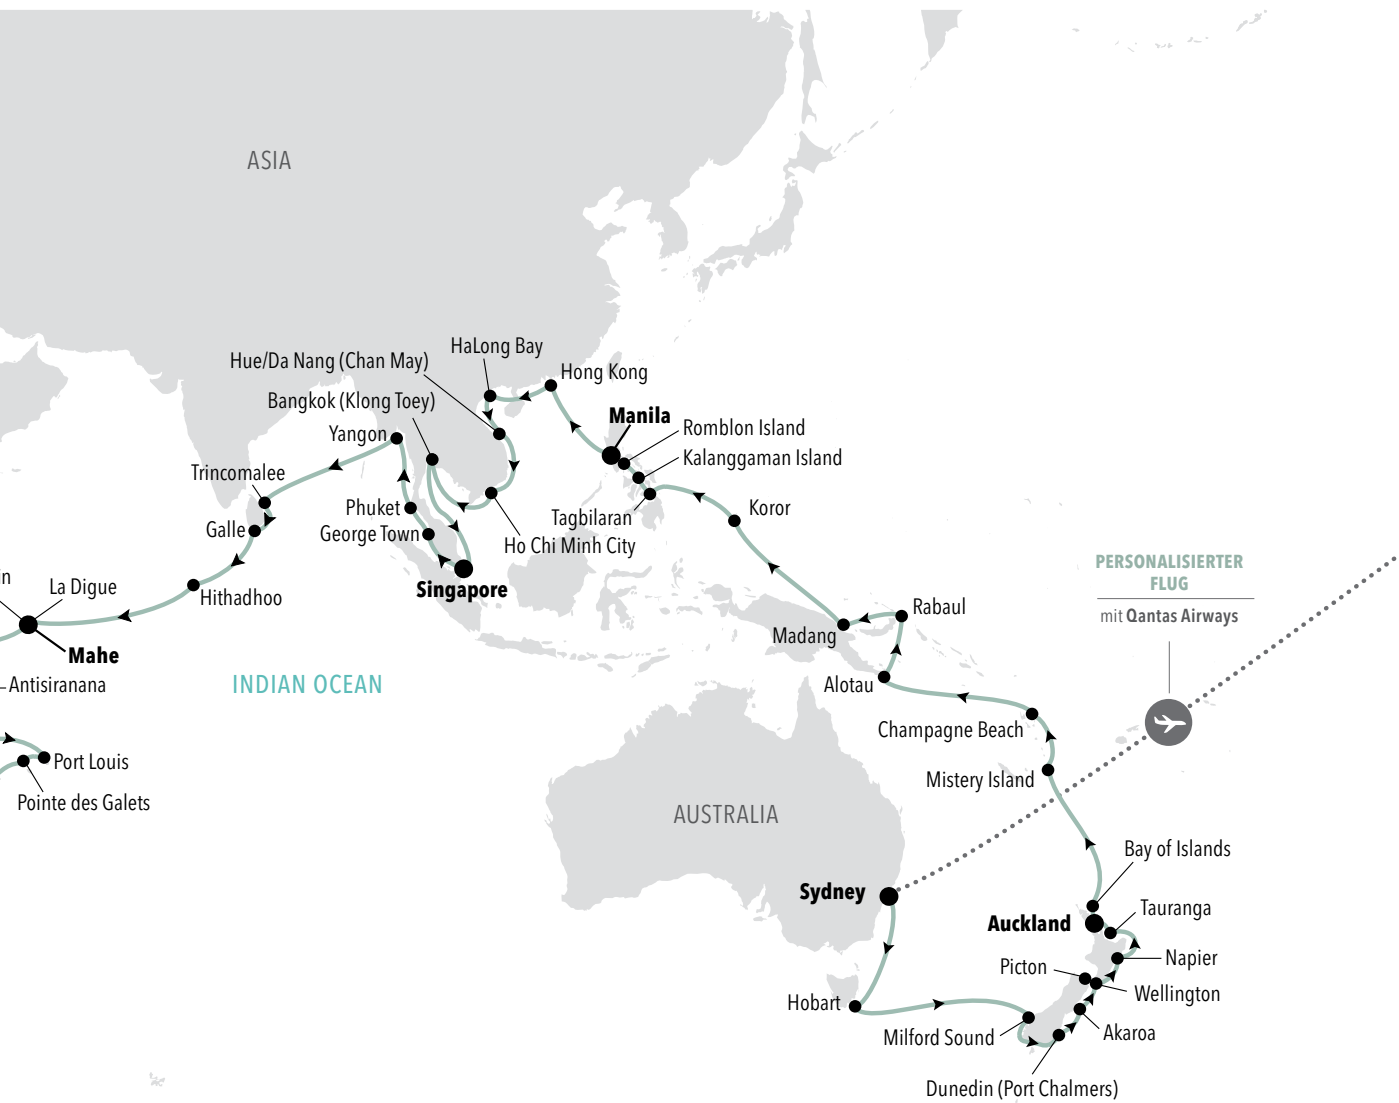 ASIA
HaLong Bay
Hue/Da Nang (Chan May)
Hong Kong
Bangkok (Klong Toey)
Manila
Romblon Island
Yangon
Kalanggaman Island
Trincomalee
Phuket
Koror
Tagbilaran
Galle
George Town
Ho Chi Minh City
PERSONALISIERTER
FLUG
mit Qantas Airways
in
La Digue
Singapore
Hithadhoo
Rabaul
Madang
Mahe
Antisiranana
INDIAN OCEAN
Alotau
Champagne Beach
Port Louis
Mistery Island
Pointe des Galets
AUSTRALIA
Bay of Islands
Sydney
Tauranga
Auckland
Napier
Picton
Wellington
Hobart
Milford Sound
Akaroa
Dunedin (Port Chalmers)